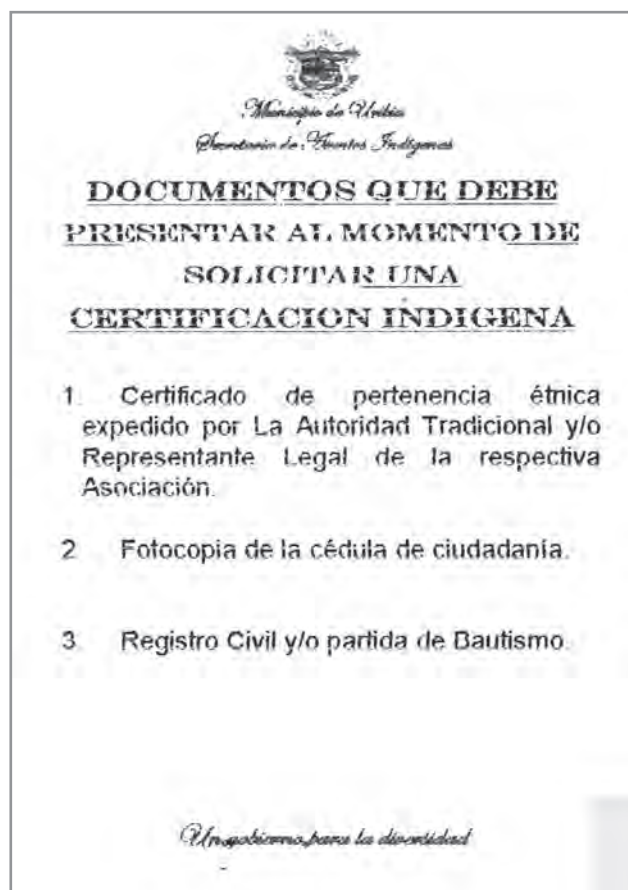 Municipio de Uribia
Secretaria de Asuntos Indigenas
DOCUMENTOS QUE DEBE
PRESENTAR AL MOMENTO DE
SOLICITAR UNA
CERTIFICACION INDIGENA
1. Certificado de pertenencia étnica
expedido por La Autoridad Tradicional y/o
Representante Legal de la respectiva
Asociación.
2 Fotocopia de la cédula de ciudadanía.
3. Registro Civil y/o partida de Bautismo.
Un gobierno para la diversidad